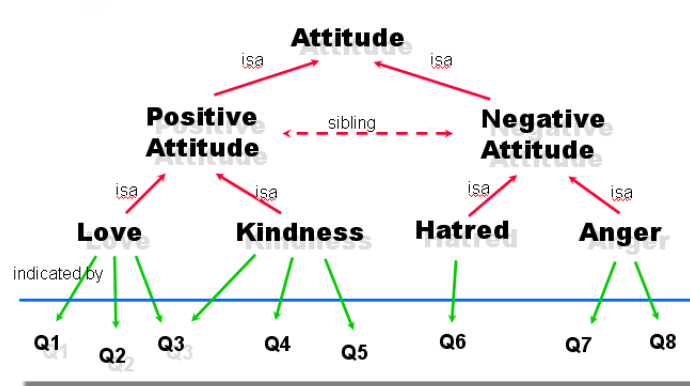 Attitude
isa
isa
Positive
Attitude
sibling
Negative
Attitude
isa
isa
isa
isa
Love
Kindness
Hatred
Anger
indicated by
Q1
Q2
Q3
Q4
Q5
Q6
Q7
Q8